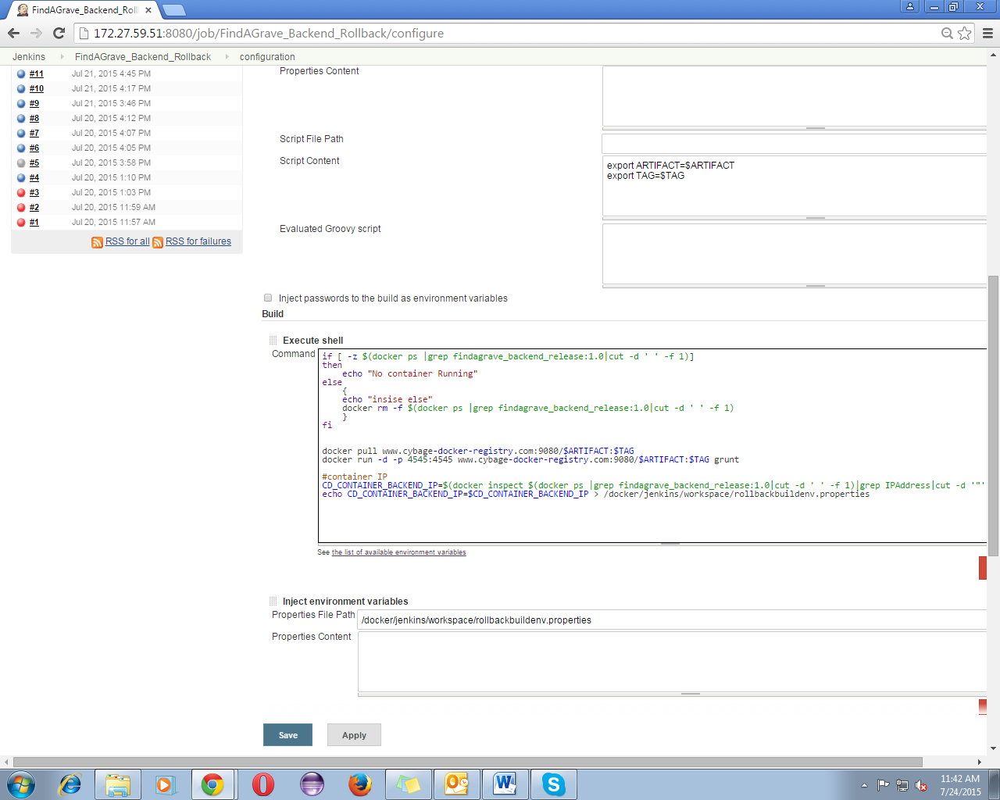 FindAGrave_Backend_Roll
172.27.59.51:8080/job/FindAGrave_Backend_Rollback/configure
Jenkins FindAGrave_Backend_Rollback configuration
#11 Jul 21, 2015 4:45 PM
#10 Jul 21, 2015 4:17 PM
#9 Jul 21, 2015 3:46 PM
#8 Jul 20, 2015 4:12 PM
#7 Jul 20, 2015 4:07 PM
#6 Jul 20, 2015 4:05 PM
#5 Jul 20, 2015 3:58 PM
#4 Jul 20, 2015 1:10 PM
#3 Jul 20, 2015 1:03 PM
#2 Jul 20, 2015 11:59 AM
#1 Jul 20, 2015 11:57 AM
RSS for all RSS for failures
Properties Content
Script File Path
Script Content
export ARTIFACT=$ARTIFACT
export TAG=$TAG
Evaluated Groovy script
Inject passwords to the build as environment variables
Build
Execute shell
Command
if [ -z $(docker ps |grep findagrave_backend_release:1.0|cut -d ' ' -f 1)]
then
echo "No container Running"
else
{
echo "insise else"
docker rm -f $(docker ps |grep findagrave_backend_release:1.0|cut -d ' ' -f 1)
}
fi
docker pull www.cybage-docker-registry.com:9080/$ARTIFACT:$TAG
docker run -d -p 4545:4545 www.cybage-docker-registry.com:9080/$ARTIFACT:$TAG grunt
#container IP
CD_CONTAINER_BACKEND_IP=$(docker inspect $(docker ps |grep findagrave_backend_release:1.0|cut -d ' ' -f 1)|grep IPAddress|cut -d '"'
echo CD_CONTAINER_BACKEND_IP=$CD_CONTAINER_BACKEND_IP > /docker/jenkins/workspace/rollbackbuildenv.properties
See the list of available environment variables
Inject environment variables
Properties File Path /docker/jenkins/workspace/rollbackbuildenv.properties
Properties Content
Save Apply
11:42 AM
7/24/2015